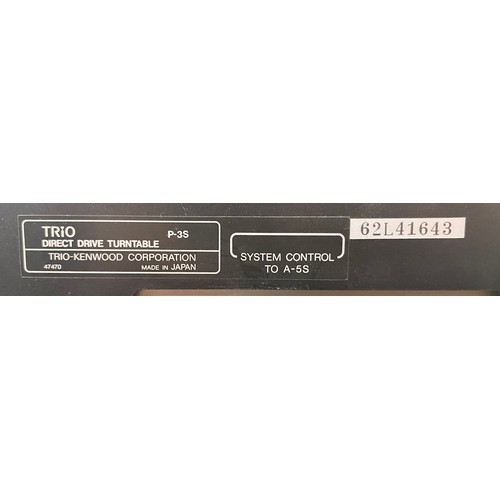 TRiO P-3S
DIRECT DRIVE TURNTABLE
TRIO-KENWOOD CORPORATION
47470 MADE IN JAPAN
SYSTEM CONTROL
TO A-5S
62L41643